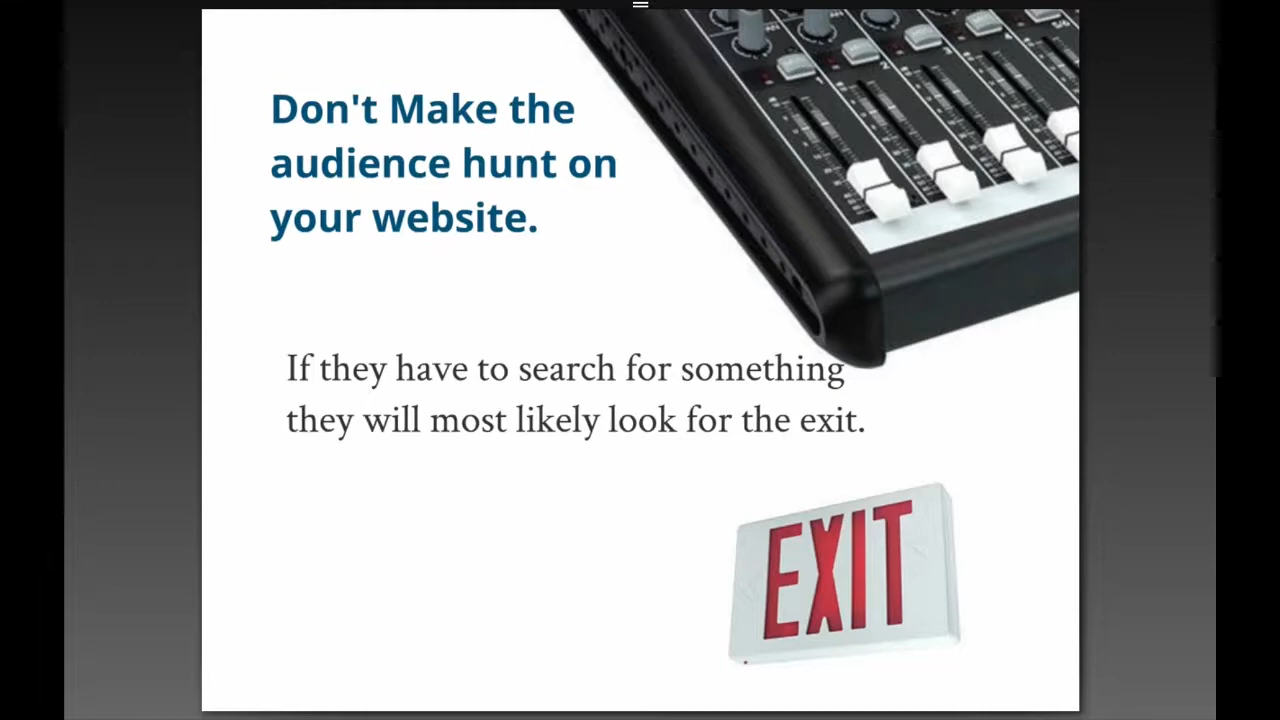 Don't Make the
audience hunt on
your website.
If they have to search for something
they will most likely look for the exit.
EXIT